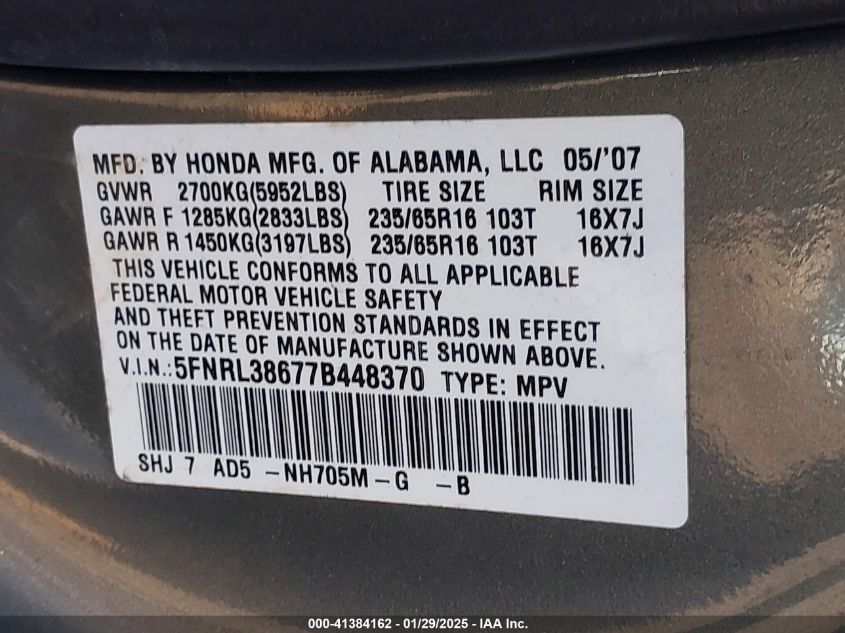 MFD. BY HONDA MFG. OF ALABAMA, LLC 05/'07
GVWR 2700KG(5952LBS) TIRE SIZE RIM SIZE
GAWR F 1285KG(2833LBS) 235/65R16 103T 16X7J
GAWR R 1450KG(3197LBS) 235/65R16 103T 16X7J
THIS VEHICLE CONFORMS TO ALL APPLICABLE
FEDERAL MOTOR VEHICLE SAFETY
AND THEFT PREVENTION STANDARDS IN EFFECT
ON THE DATE OF MANUFACTURE SHOWN ABOVE.
V.I.N.:5FNRL38677B448370 TYPE: MPV
SHJ 7 AD5 -NH705M-G -B
000-41384162 - 01/29/2025 - IAA Inc.